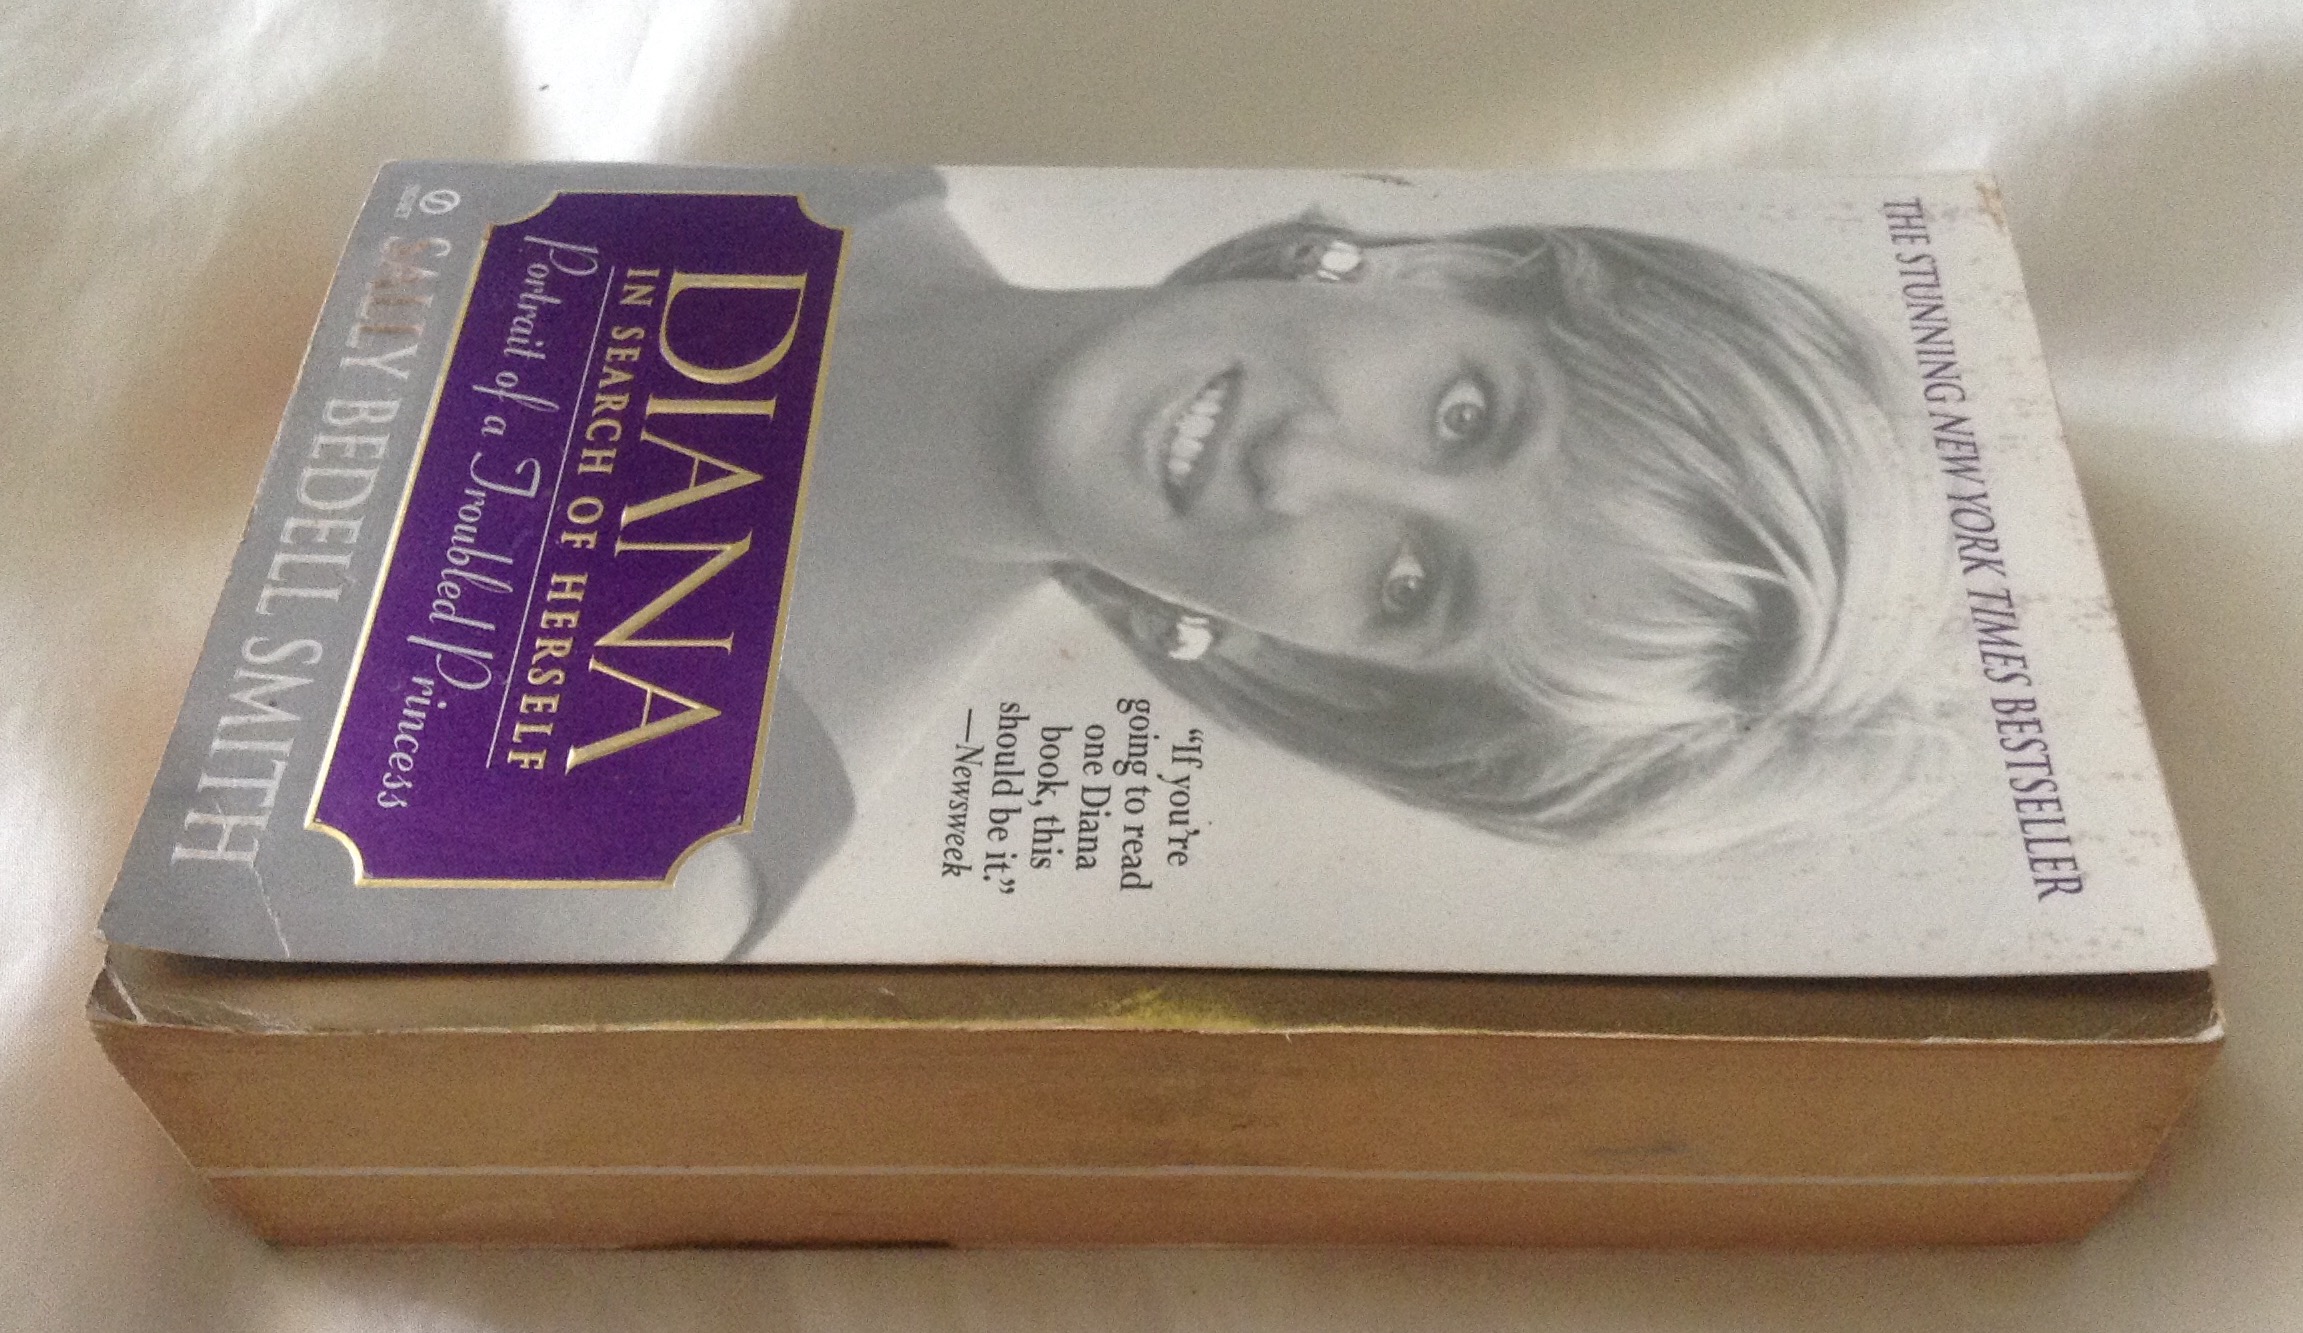 THE STUNNING NEW YORK TIMES BESTSELLER
“If you’re
going to read
one Diana
book, this
should be it.”
—Newsweek
DIANA
IN SEARCH OF HERSELF
Portrait of a Troubled Princess
SALLY BEDELL SMITH
SIGNET